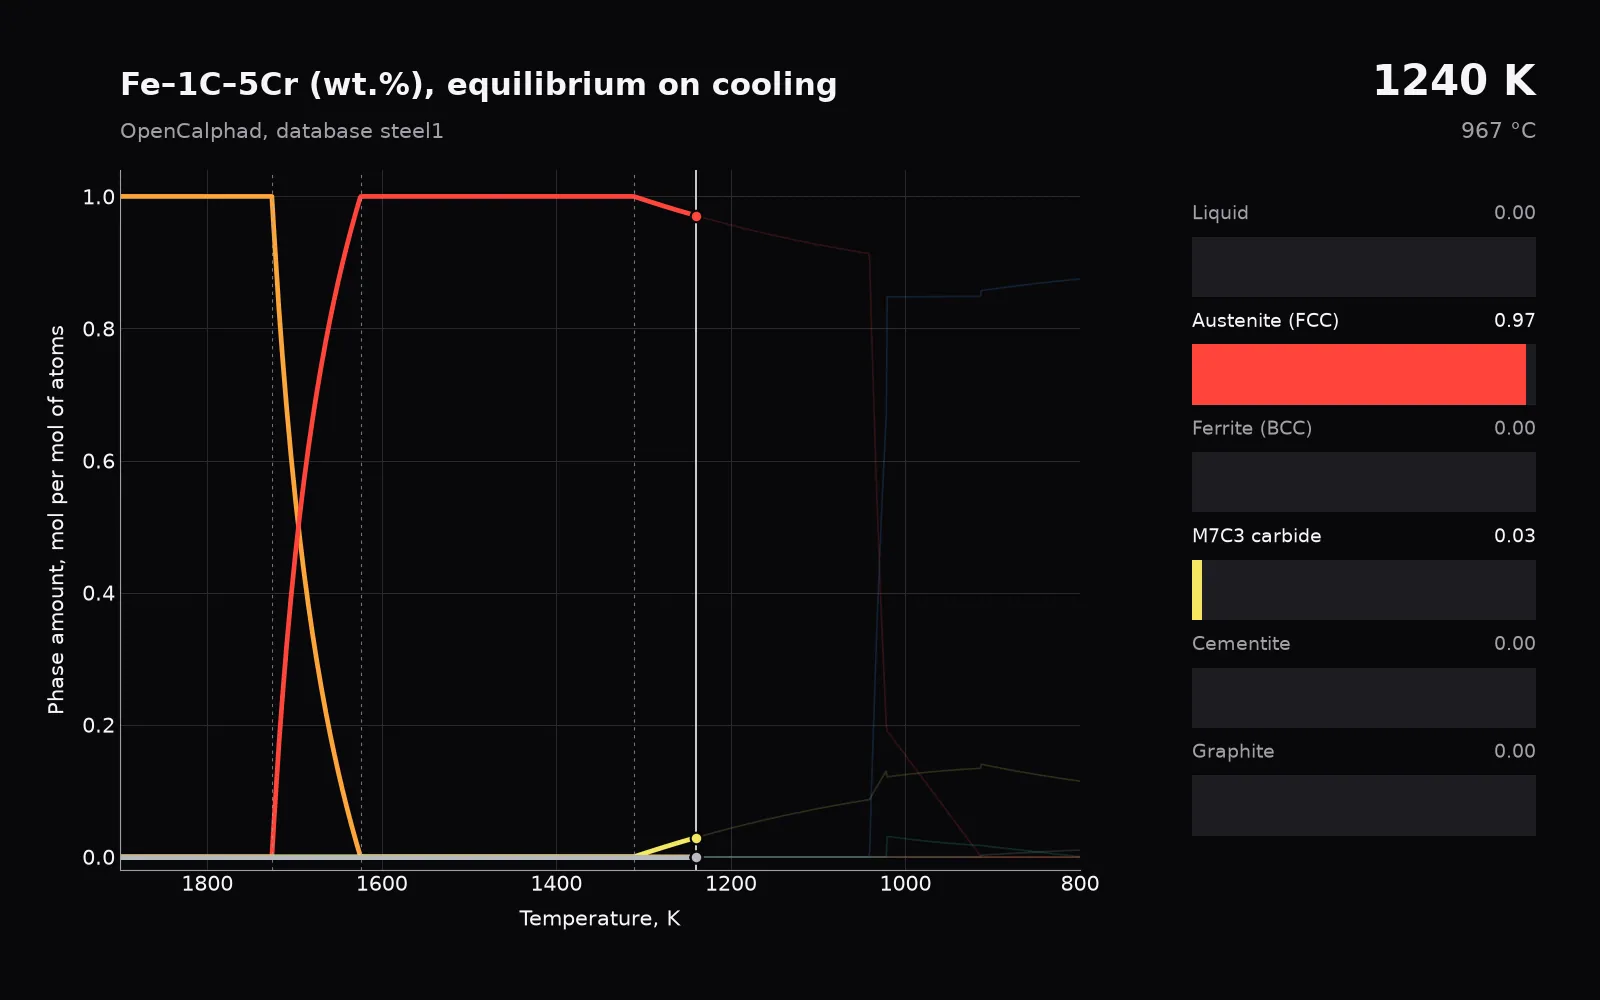 Fe–1C–5Cr (wt.%), equilibrium on cooling
OpenCalphad, database steel1
1240 K
967 °C
Phase amount, mol per mol of atoms
1.0
0.8
0.6
0.4
0.2
0.0
1800 1600 1400 1200 1000 800
Temperature, K
Liquid 0.00
Austenite (FCC) 0.97
Ferrite (BCC) 0.00
M7C3 carbide 0.03
Cementite 0.00
Graphite 0.00